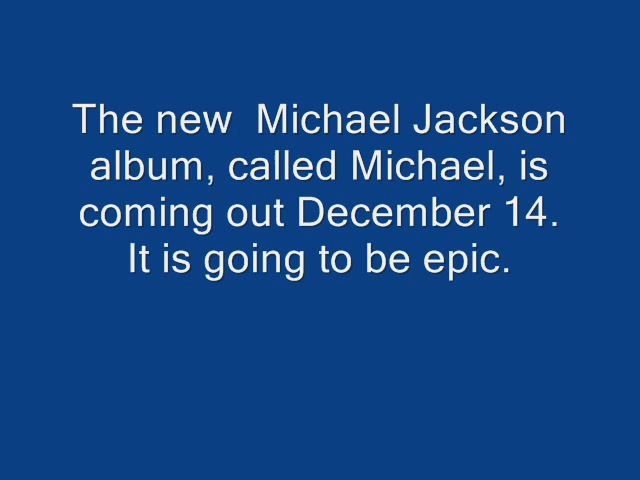 The new  Michael Jackson
album, called Michael, is
coming out December 14.
It is going to be epic.